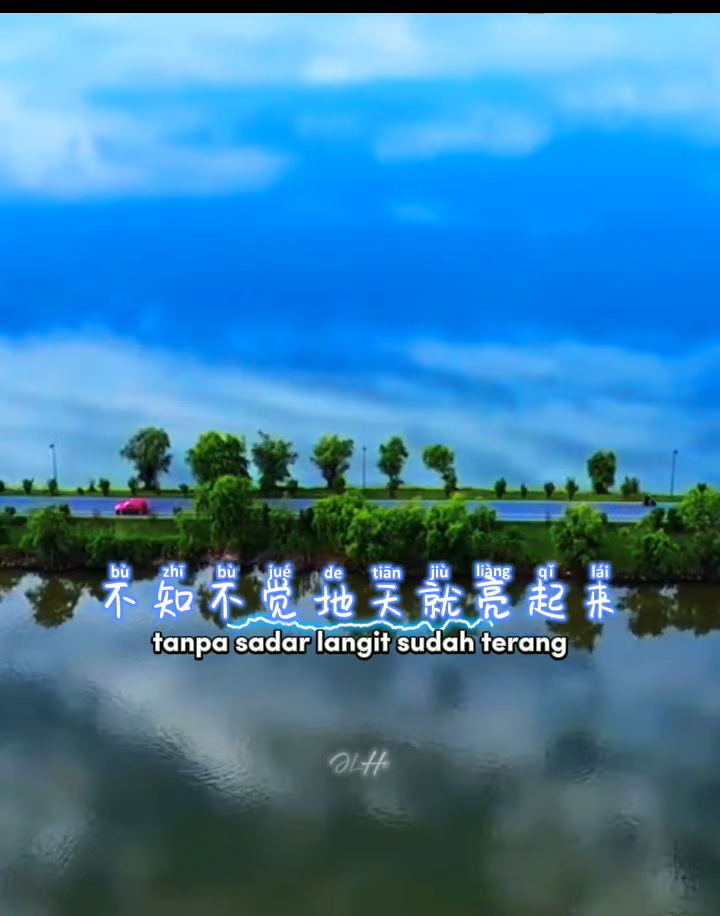 bù zhī bù jué de tiān jiù liàng qǐ lái
不知不觉地天就亮起来
tanpa sadar langit sudah terang